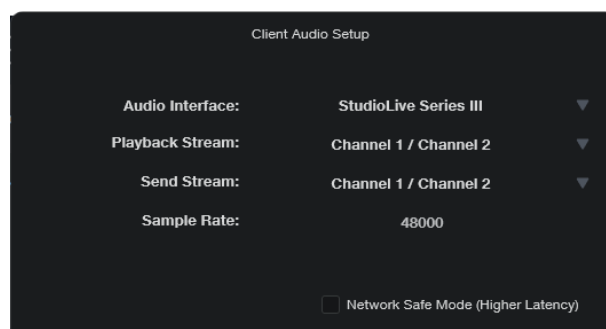 Client Audio Setup
Audio Interface: StudioLive Series III
Playback Stream: Channel 1 / Channel 2
Send Stream: Channel 1 / Channel 2
Sample Rate: 48000
Network Safe Mode (Higher Latency)